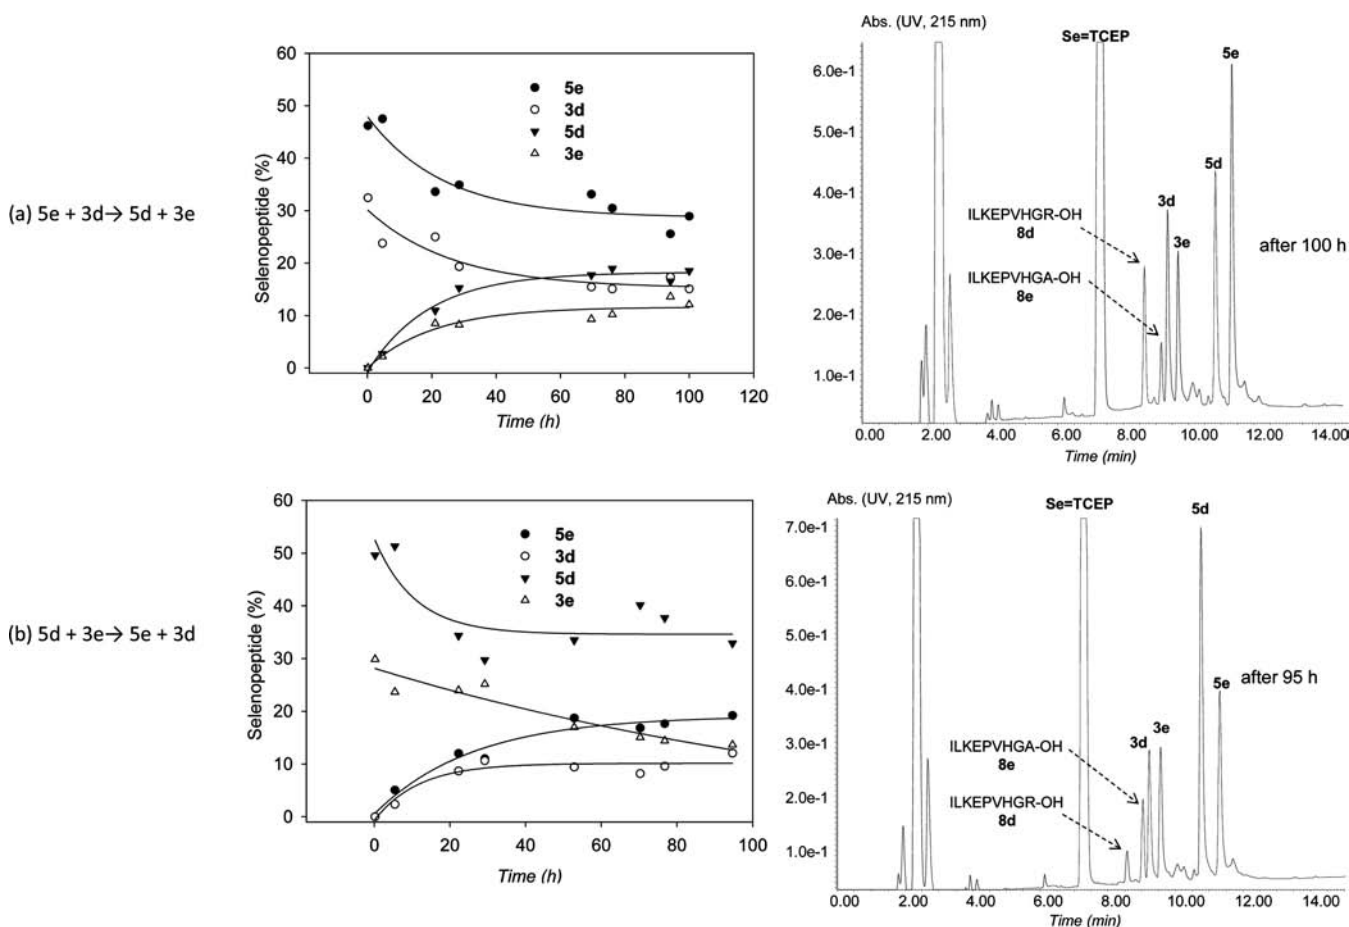 (a) 5e + 3d→ 5d + 3e
Selenopeptide (%)
60
50
40
30
20
10
0
5e
3d
5d
3e
0 20 40 60 80 100 120
Time (h)
Abs. (UV, 215 nm)
6.0e-1
5.0e-1
4.0e-1
3.0e-1
2.0e-1
1.0e-1
Se=TCEP
5e
5d
3d
3e
ILKEPVHGR-OH
8d
ILKEPVHGA-OH
8e
after 100 h
0.00 2.00 4.00 6.00 8.00 10.00 12.00 14.00
Time (min)
(b) 5d + 3e→ 5e + 3d
Selenopeptide (%)
60
50
40
30
20
10
0
5e
3d
5d
3e
0 20 40 60 80 100
Time (h)
Abs. (UV, 215 nm)
7.0e-1
6.0e-1
5.0e-1
4.0e-1
3.0e-1
2.0e-1
1.0e-1
Se=TCEP
5d
5e
3d
3e
ILKEPVHGA-OH
8e
ILKEPVHGR-OH
8d
after 95 h
0.00 2.00 4.00 6.00 8.00 10.00 12.00 14.00
Time (min)